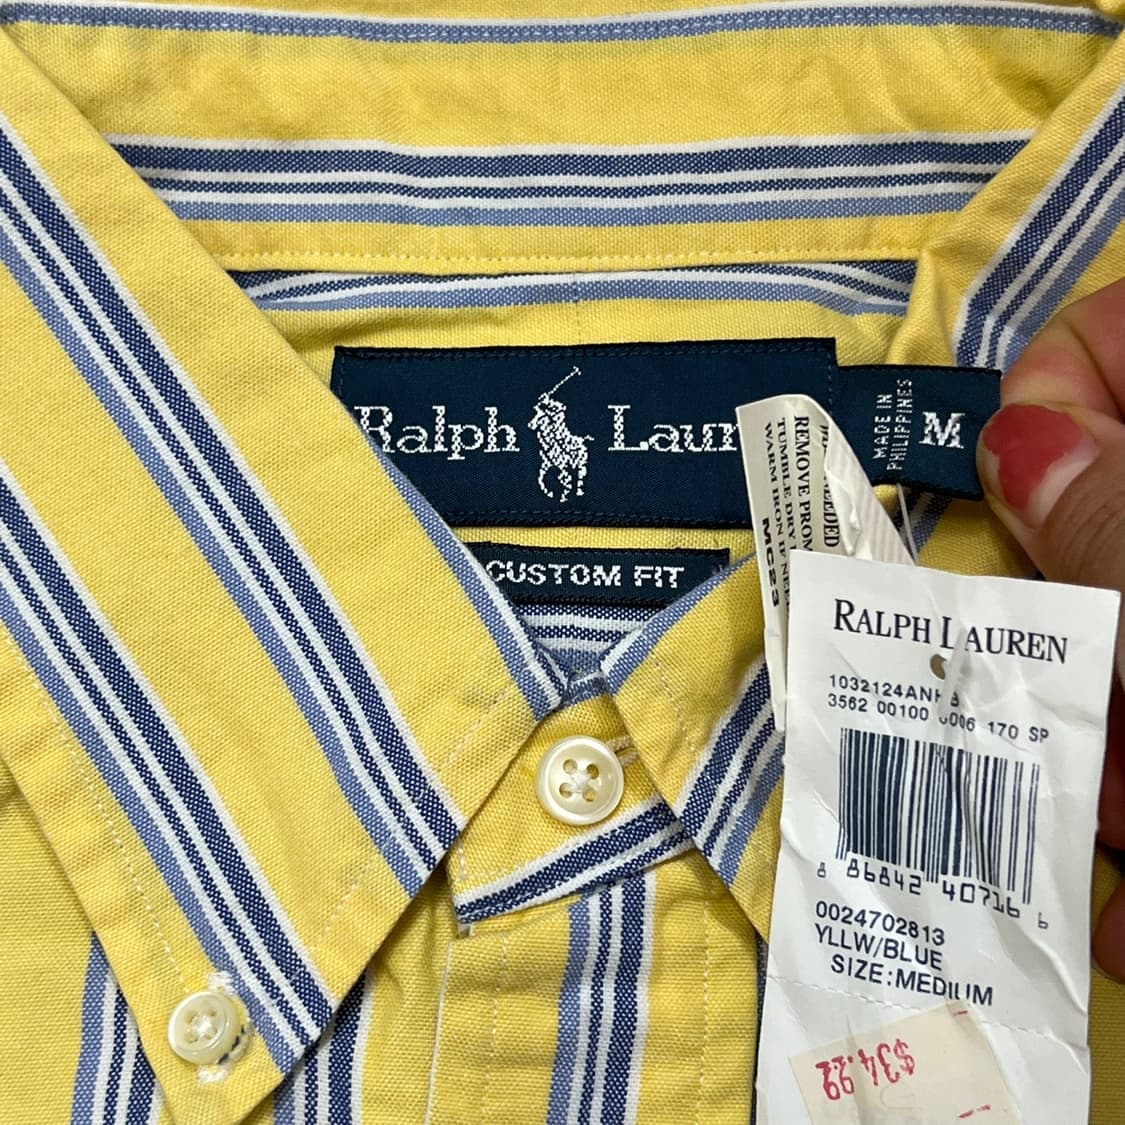 Ralph Laur
MADE IN
PHILIPPINES
M
CUSTOM FIT
REMOVE PROM
TUMBLE DRY
WARM IRON IF
MC23
RALPH LAUREN
1032124ANH
3562 00100 0006 170 SP
8 86842 40716 6
0024702813
YLLW/BLUE
SIZE:MEDIUM
$34.99